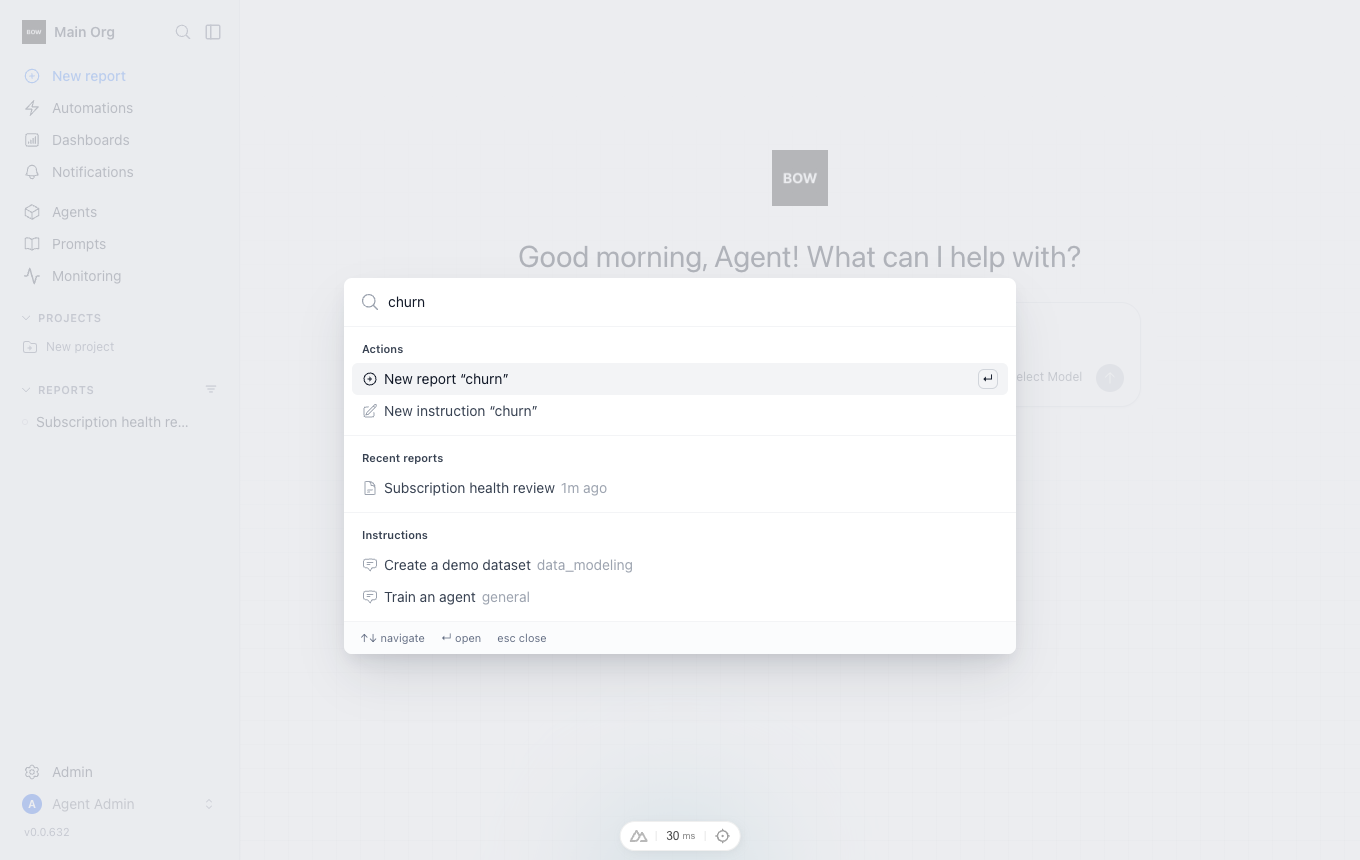 BOW Main Org
New report
Automations
Dashboards
Notifications
Agents
Prompts
Monitoring
PROJECTS
New project
REPORTS
Subscription health re...
BOW
Good morning, Agent! What can I help with?
elect Model
churn
Actions
New report “churn”
New instruction “churn”
Recent reports
Subscription health review 1m ago
Instructions
Create a demo dataset data_modeling
Train an agent general
↑↓ navigate ↵ open esc close
Admin
A Agent Admin
v0.0.632
30 ms